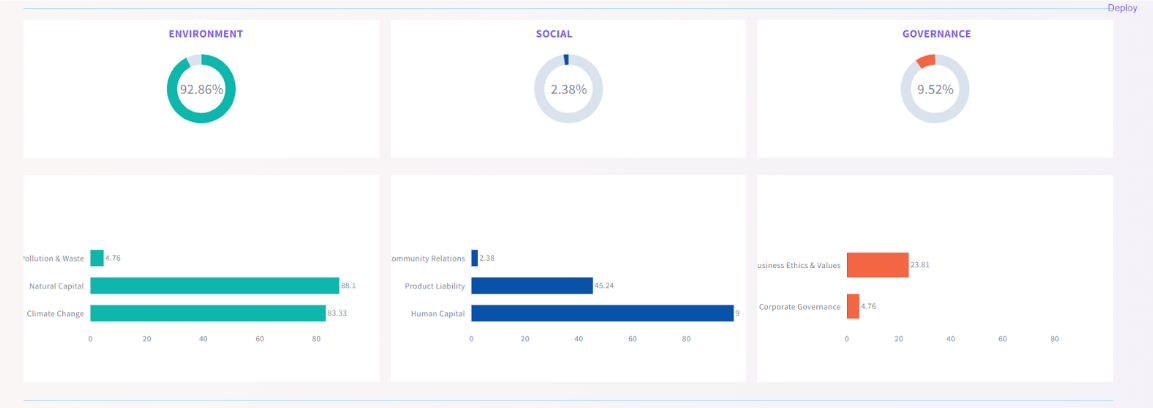 Deploy
ENVIRONMENT
92.86%
SOCIAL
2.38%
GOVERNANCE
9.52%
ollution & Waste 4.76
Natural Capital 88.1
Climate Change 83.33
0 20 40 60 80
ommunity Relations 2.38
Product Liability 45.24
Human Capital 9
0 20 40 60 80
usiness Ethics & Values 23.81
Corporate Governance 4.76
0 20 40 60 80